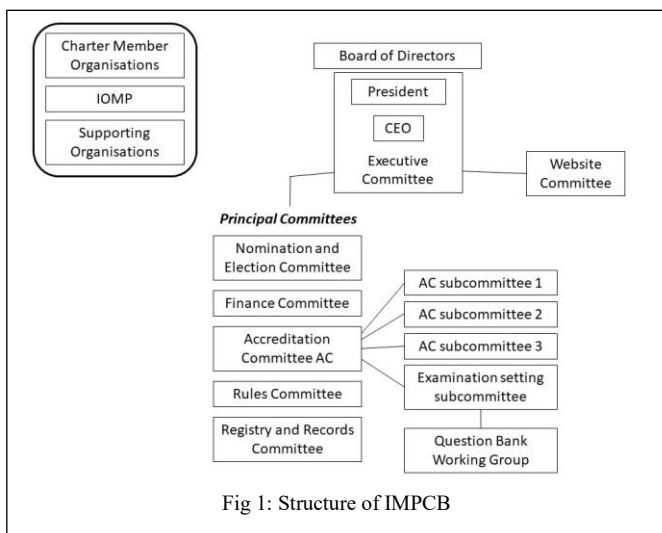 Charter Member
Organisations
IOMP
Supporting
Organisations
Board of Directors
President
CEO
Executive
Committee
Website
Committee
Principal Committees
Nomination and
Election Committee
Finance Committee
Accreditation
Committee AC
Rules Committee
Registry and Records
Committee
AC subcommittee 1
AC subcommittee 2
AC subcommittee 3
Examination setting
subcommittee
Question Bank
Working Group
Fig 1: Structure of IMPCB